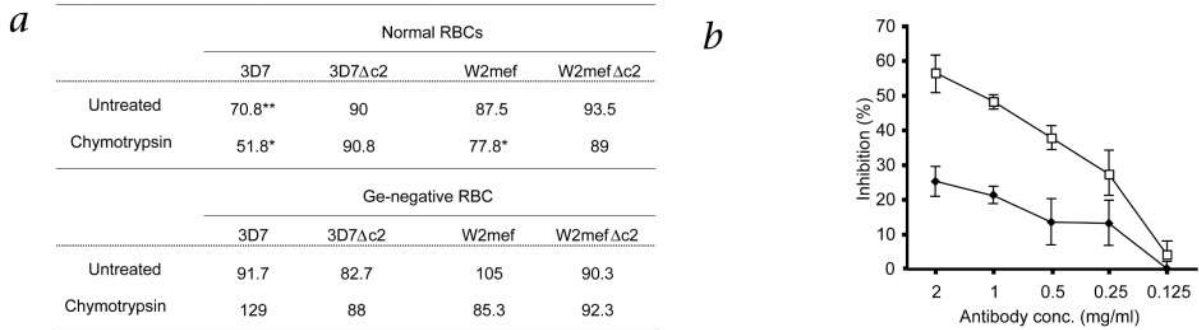 a
Normal RBCs
3D7 3D7Δc2 W2mef W2mefΔc2
Untreated 70.8** 90 87.5 93.5
Chymotrypsin 51.8* 90.8 77.8* 89
Ge-negative RBC
3D7 3D7Δc2 W2mef W2mefΔc2
Untreated 91.7 82.7 105 90.3
Chymotrypsin 129 88 85.3 92.3
b
Inhibition (%)
70
60
50
40
30
20
10
0
2 1 0.5 0.25 0.125
Antibody conc. (mg/ml)